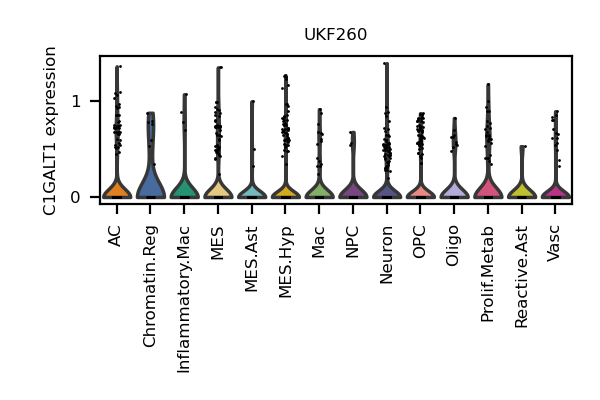 UKF260
C1GALT1 expression
1
0
AC
Chromatin.Reg
Inflammatory.Mac
MES
MES.Ast
MES.Hyp
Mac
NPC
Neuron
OPC
Oligo
Prolif.Metab
Reactive.Ast
Vasc